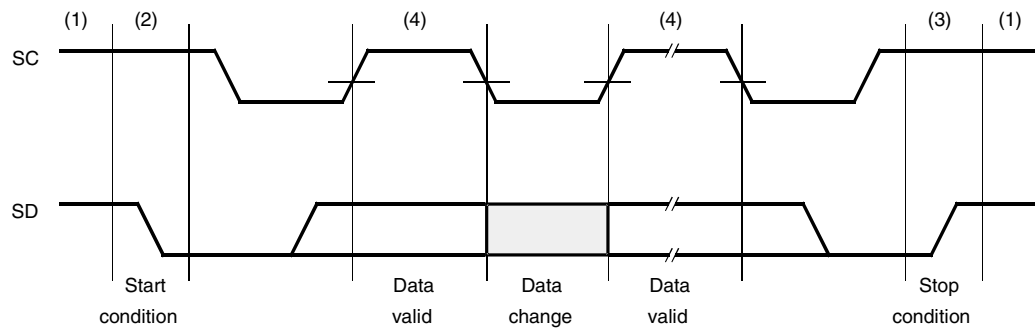 (1) (2) (4) (4) (3) (1)
SC
SD
Start Data Data Data Stop
condition valid change valid condition